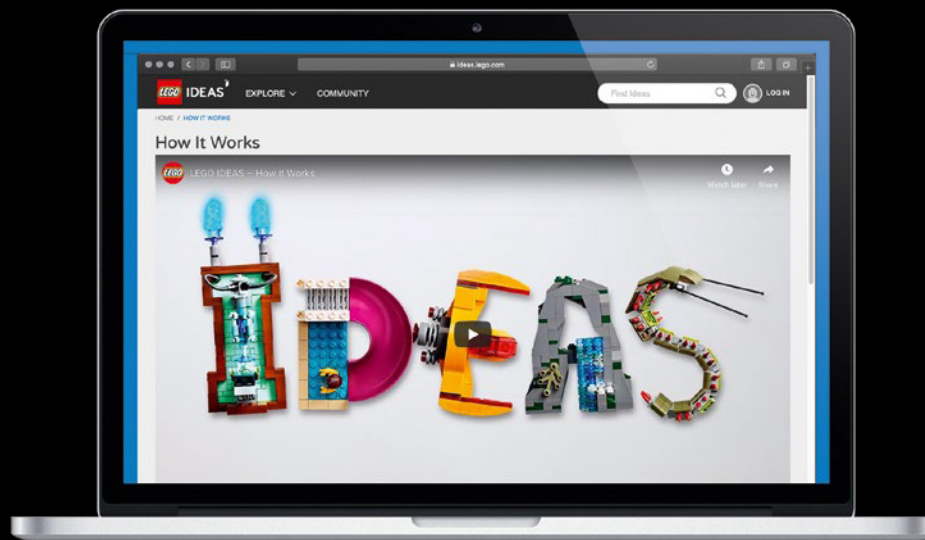 ideas.lego.com
LEGO IDEAS EXPLORE COMMUNITY Find Ideas LOG IN
HOME / HOW IT WORKS
How It Works
LEGO LEGO IDEAS – How it Works Watch later Share
IDEAS